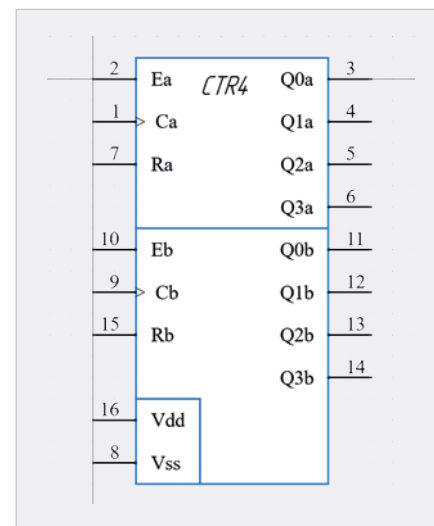 2 Ea CTR4 Q0a 3
1 Ca Q1a 4
7 Ra Q2a 5
Q3a 6
10 Eb Q0b 11
9 Cb Q1b 12
15 Rb Q2b 13
Q3b 14
16 Vdd
8 Vss